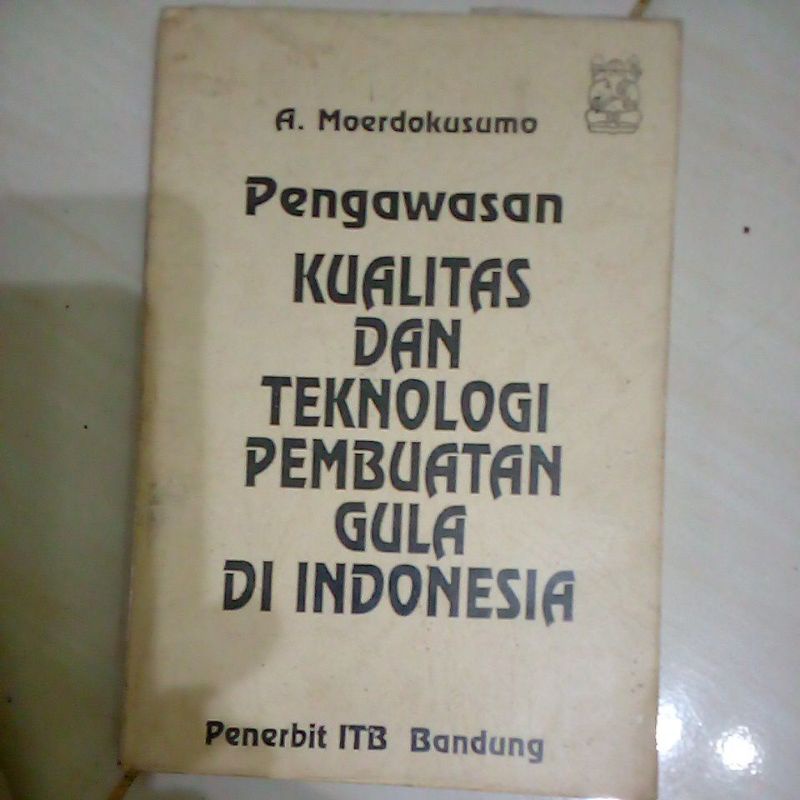 A. Moerdokusumo
Pengawasan
KUALITAS
DAN
TEKNOLOGI
PEMBUATAN
GULA
DI INDONESIA
Penerbit ITB Bandung